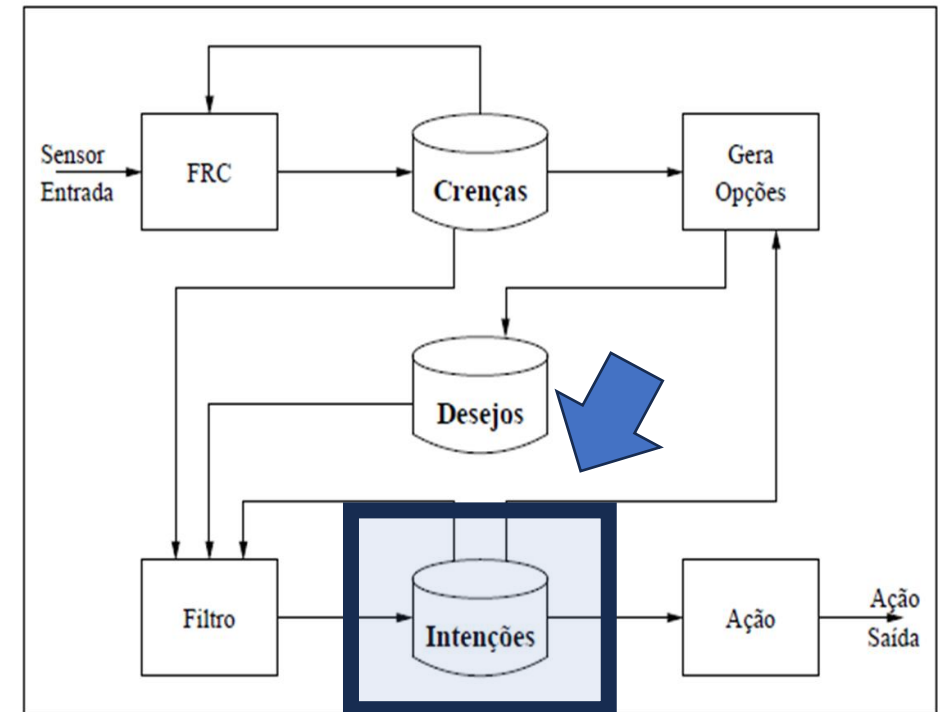 Sensor
Entrada
FRC
Crenças
Gera
Opções
Desejos
Filtro
Intenções
Ação
Ação
Saída